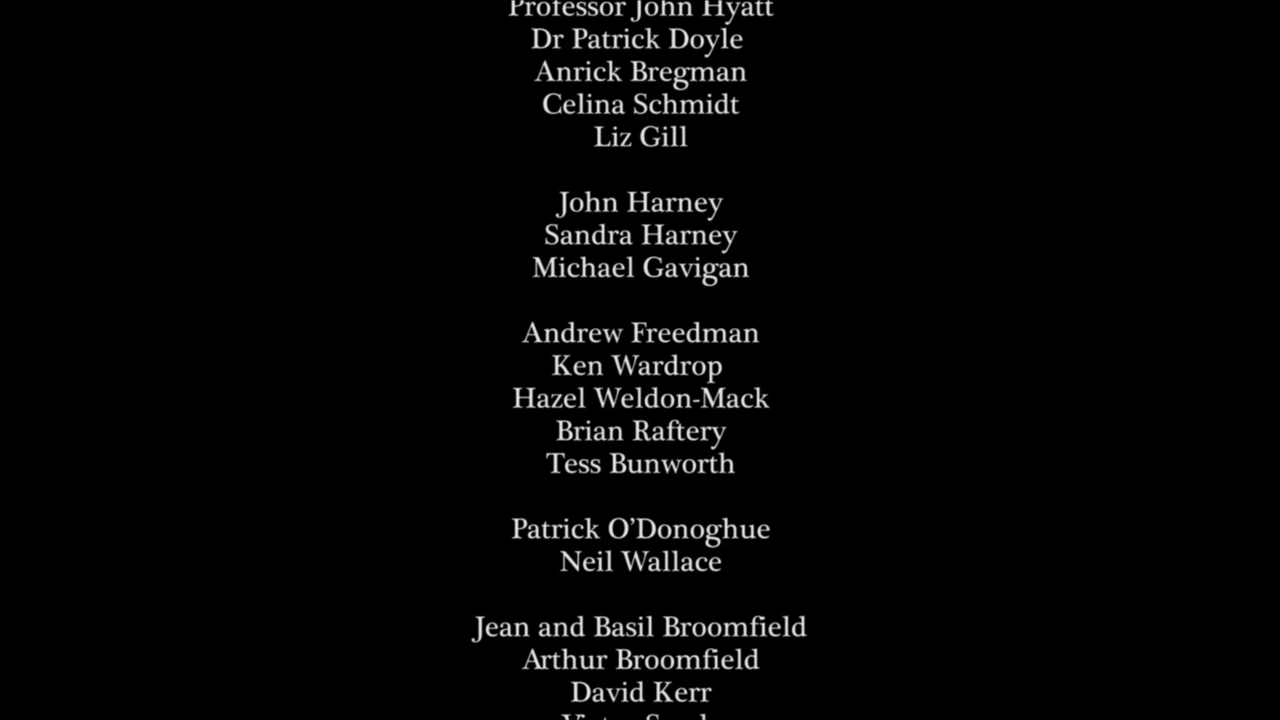 Professor John Hyatt
Dr Patrick Doyle
Anrick Bregman
Celina Schmidt
Liz Gill
John Harney
Sandra Harney
Michael Gavigan
Andrew Freedman
Ken Wardrop
Hazel Weldon-Mack
Brian Raftery
Tess Bunworth
Patrick O’Donoghue
Neil Wallace
Jean and Basil Broomfield
Arthur Broomfield
David Kerr